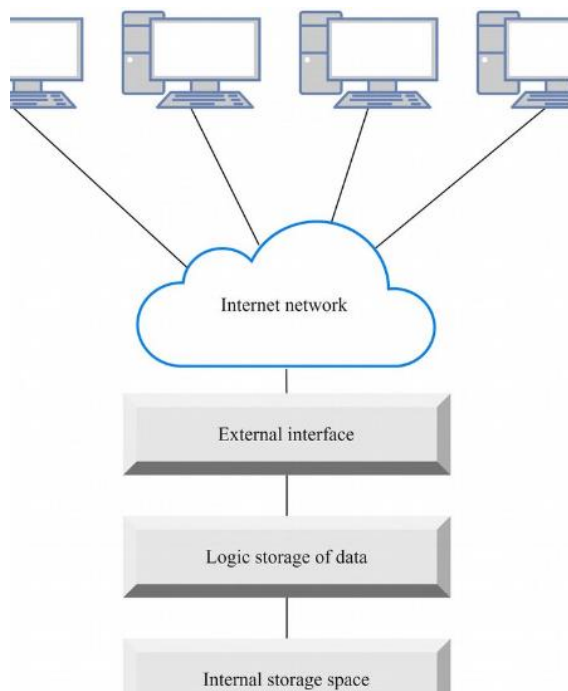 Internet network
External interface
Logic storage of data
Internal storage space